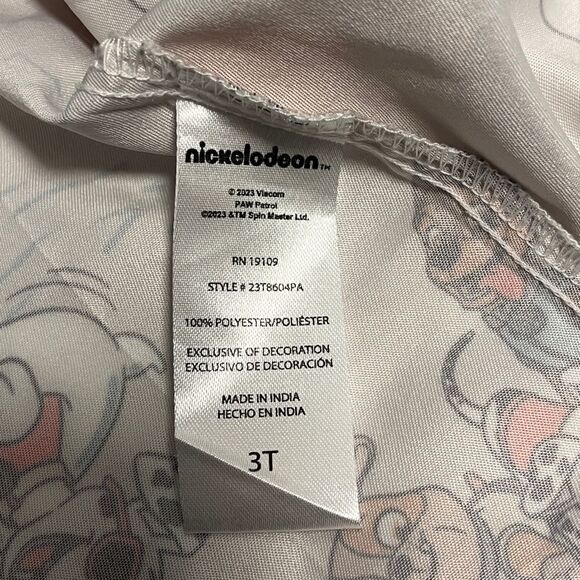 nickelodeon™
© 2023 Viacom
PAW Patrol
©2023 &TM Spin Master Ltd.
RN 19109
STYLE # 23T8604PA
100% POLYESTER/POLIÉSTER
EXCLUSIVE OF DECORATION
EXCLUSIVO DE DECORACIÓN
MADE IN INDIA
HECHO EN INDIA
3T